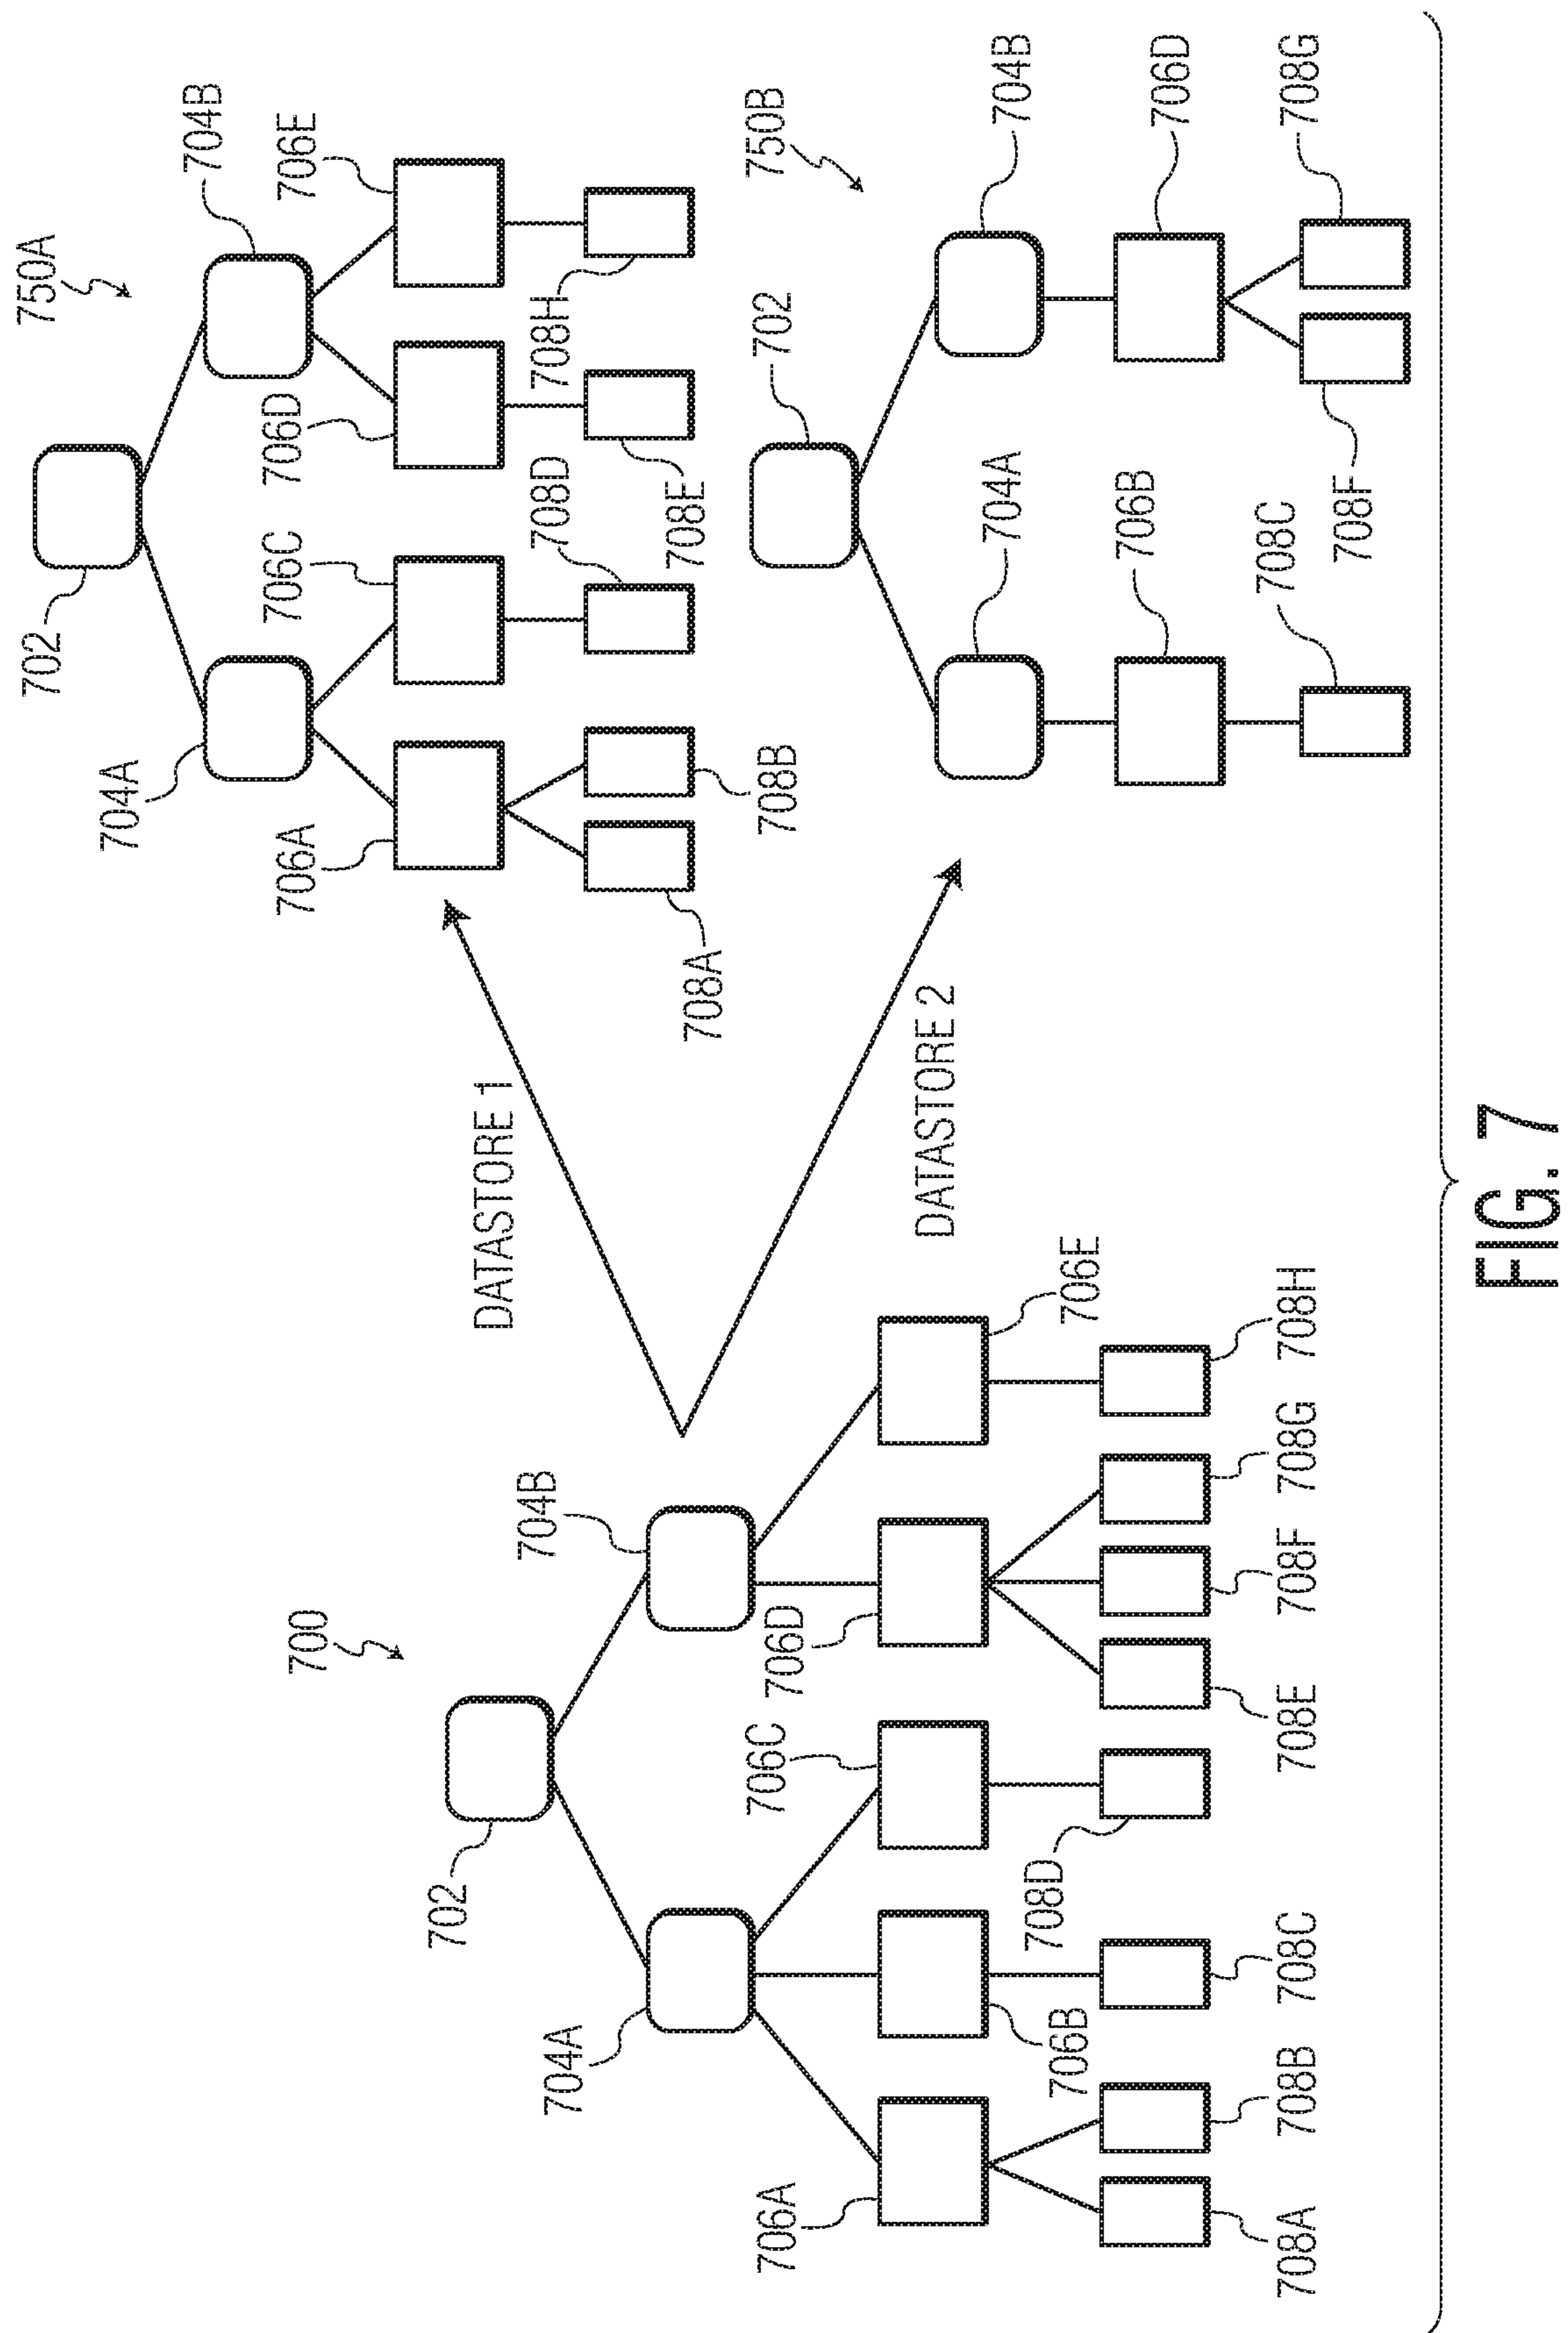 700
702
704A
704B
706A
706B
706C
706D
706E
708A
708B
708C
708D
708E
708F
708G
708H
DATASTORE 1
DATASTORE 2
750A
702
704A
704B
706A
706C
706D
706E
708A
708B
708D
708E
708H
750B
702
704A
704B
706B
706D
708C
708F
708G
FIG. 7